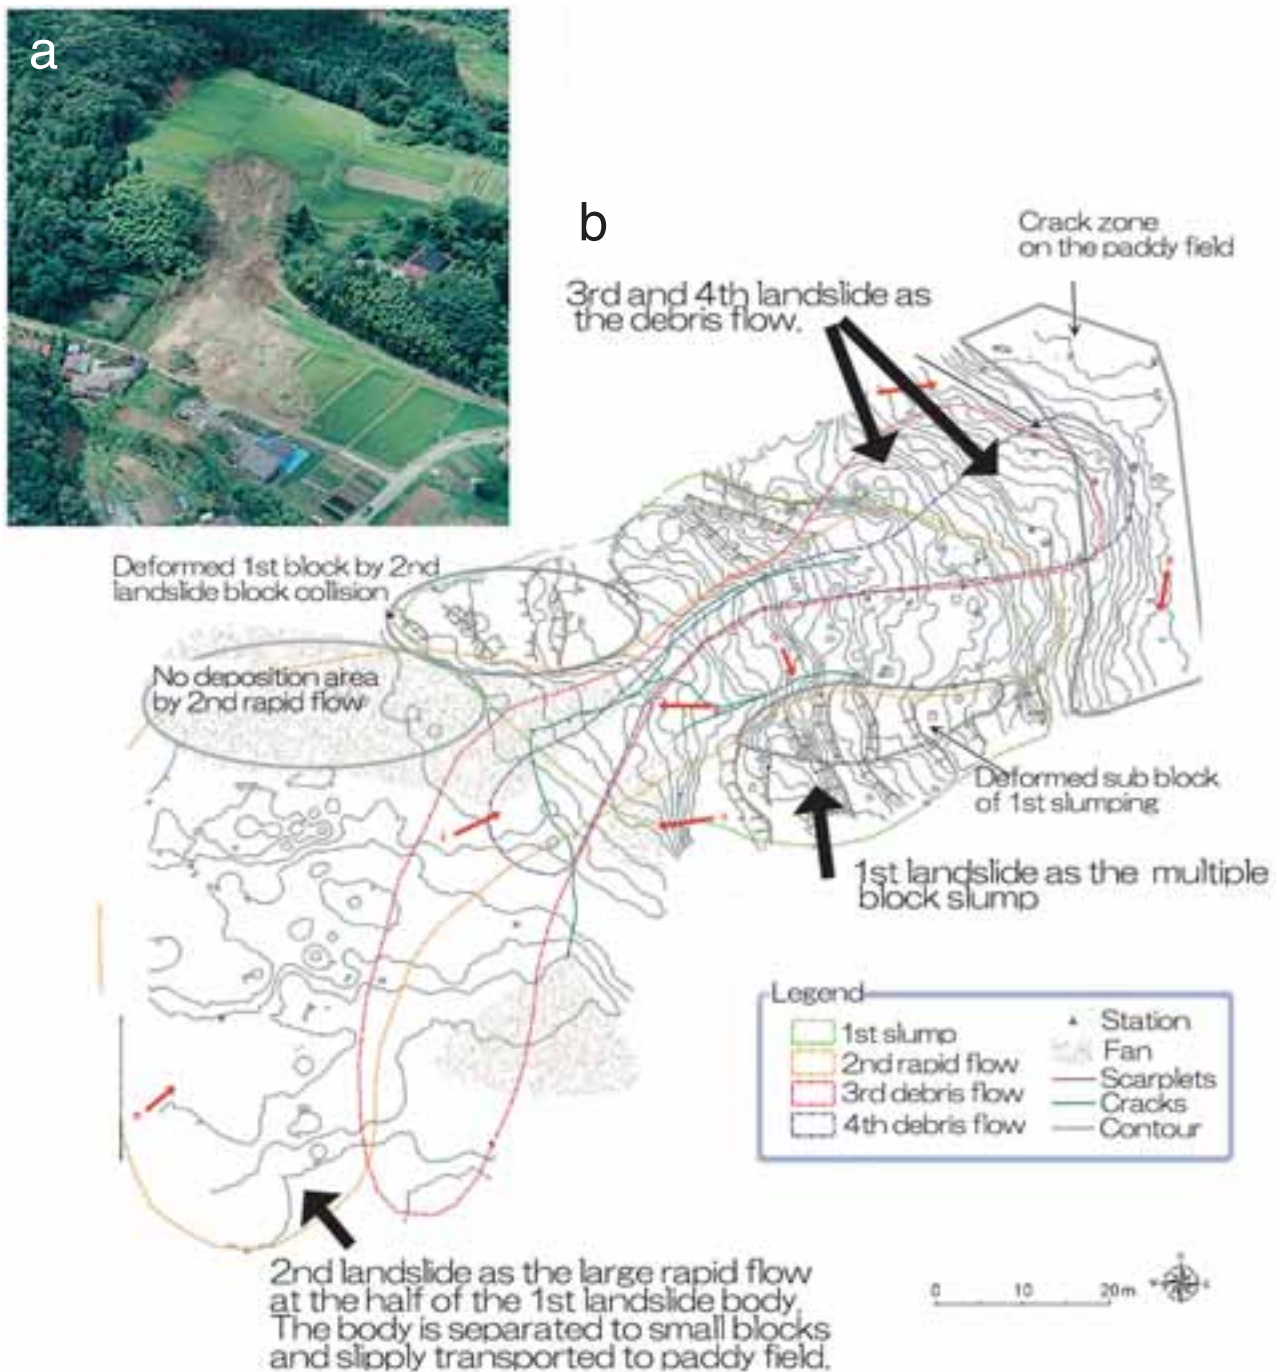 a
b
Crack zone
on the paddy field
3rd and 4th landslide as
the debris flow.
Deformed 1st block by 2nd
landslide block collision
No deposition area
by 2nd rapid flow
Deformed sub block
of 1st slumping
1st landslide as the multiple
block slump
Legend
1st slump
2nd rapid flow
3rd debris flow
4th debris flow
Station
Fan
Scarplets
Cracks
Contour
2nd landslide as the large rapid flow
at the half of the 1st landslide body.
The body is separated to small blocks
and slipply transported to paddy field.
0 10 20m